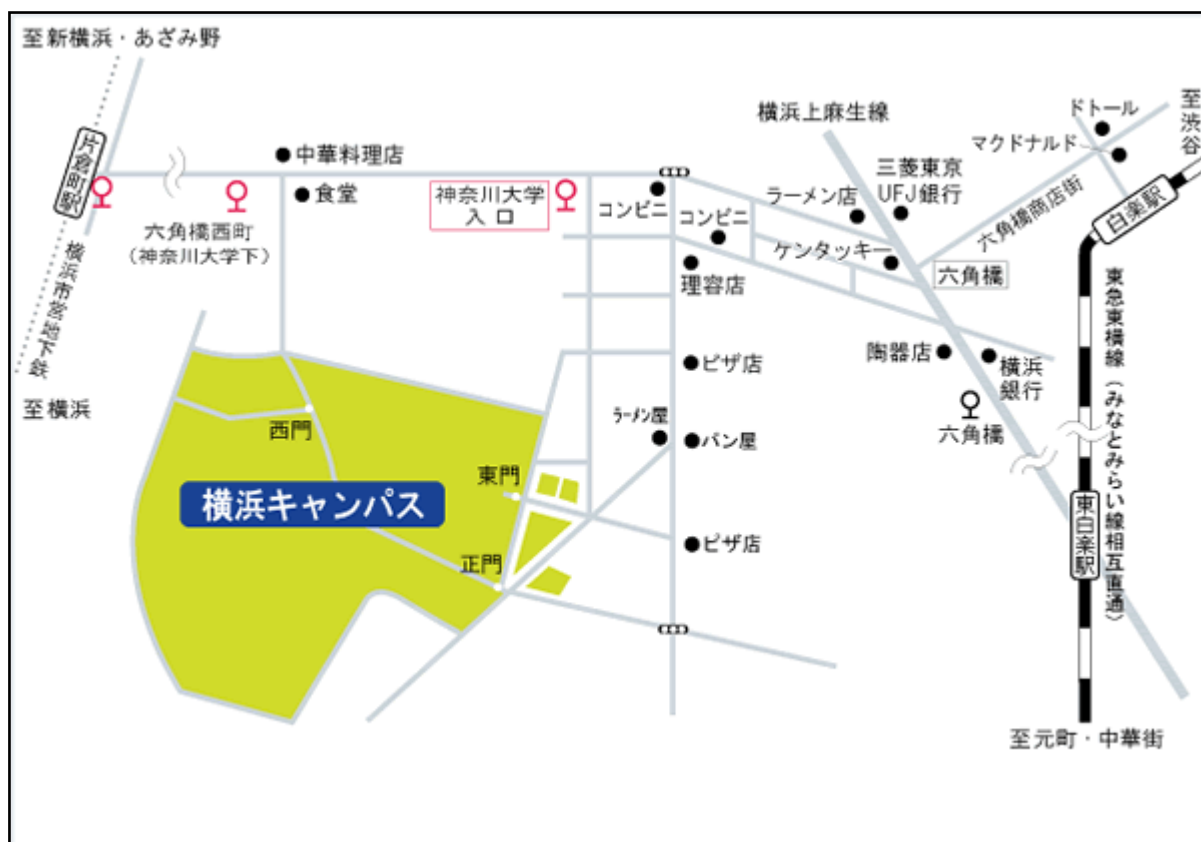 至新横浜・あざみ野
片倉町駅
横浜市営地下鉄
至横浜
中華料理店
食堂
六角橋西町
（神奈川大学下）
神奈川大学
入口
コンビニ
コンビニ
理容店
横浜上麻生線
ラーメン店
三菱東京
UFJ銀行
ケンタッキー
六角橋
六角橋商店街
ドトール
マクドナルド
至渋谷
白楽駅
陶器店
横浜
銀行
六角橋
東急東横線（みなとみらい線相互直通）
東白楽駅
至元町・中華街
ピザ店
ラーメン屋
パン屋
ピザ店
西門
東門
正門
横浜キャンパス